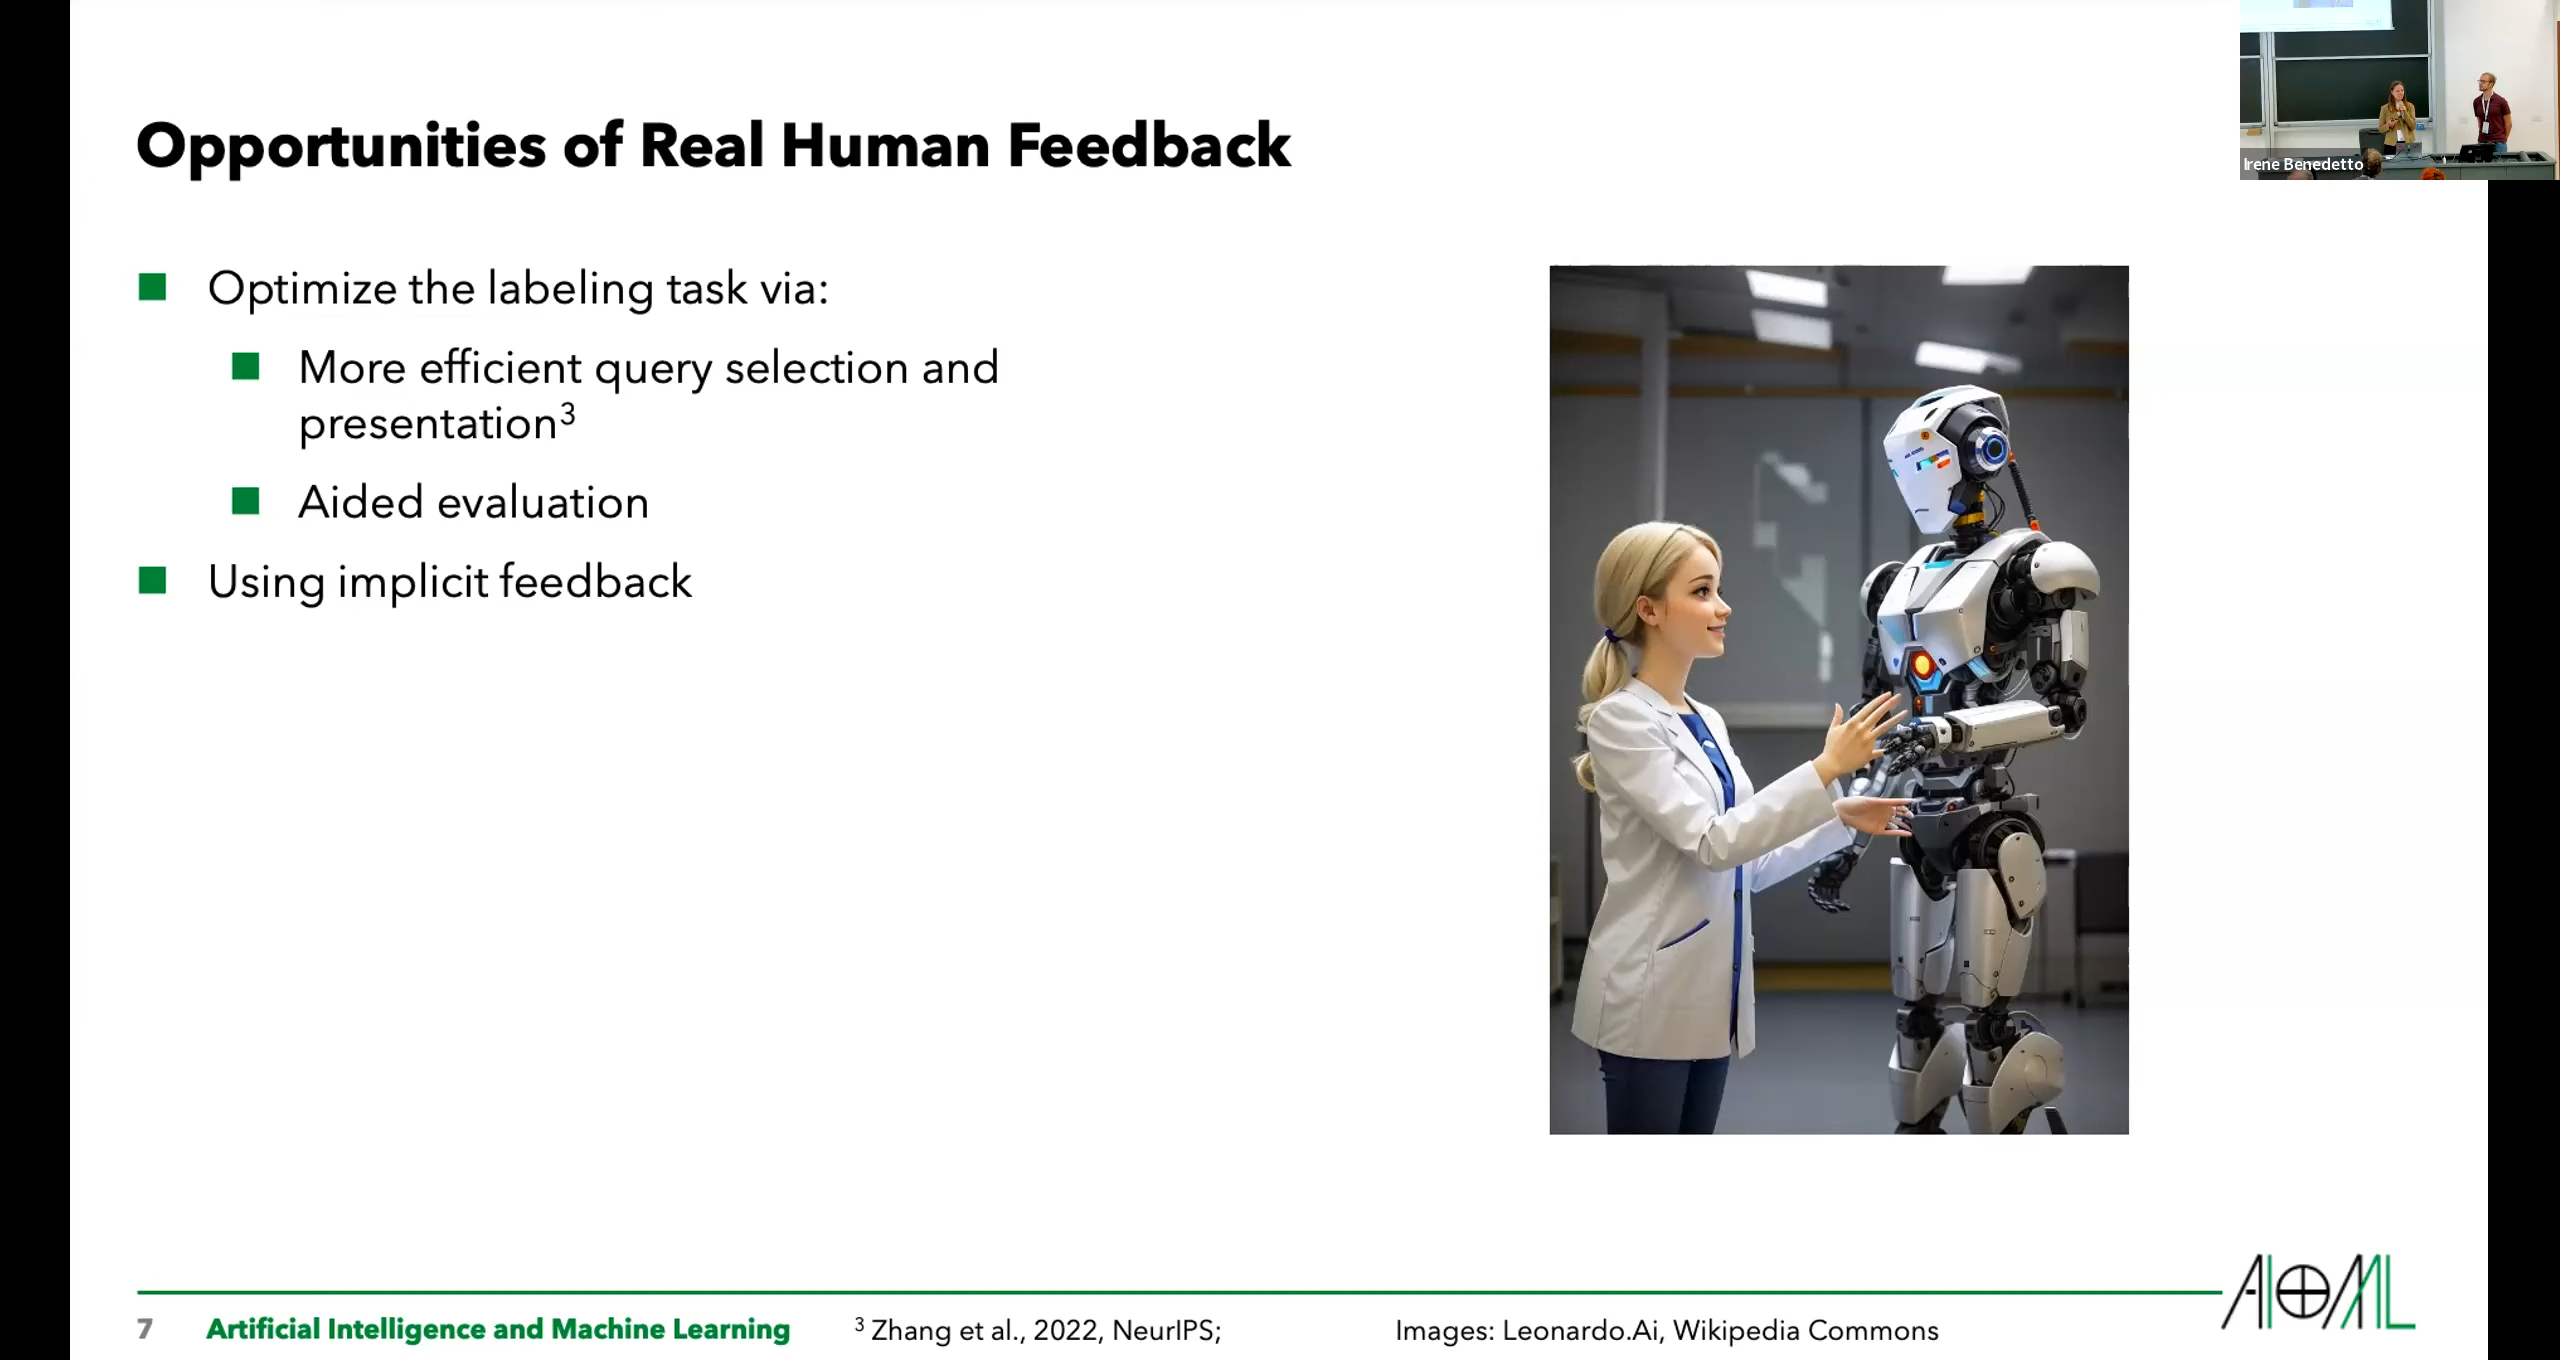 Opportunities of Real Human Feedback
Irene Benedetto
Optimize the labeling task via:
More efficient query selection and
presentation³
Aided evaluation
Using implicit feedback
7 Artificial Intelligence and Machine Learning ³ Zhang et al., 2022, NeurIPS; Images: Leonardo.Ai, Wikipedia Commons
AIML